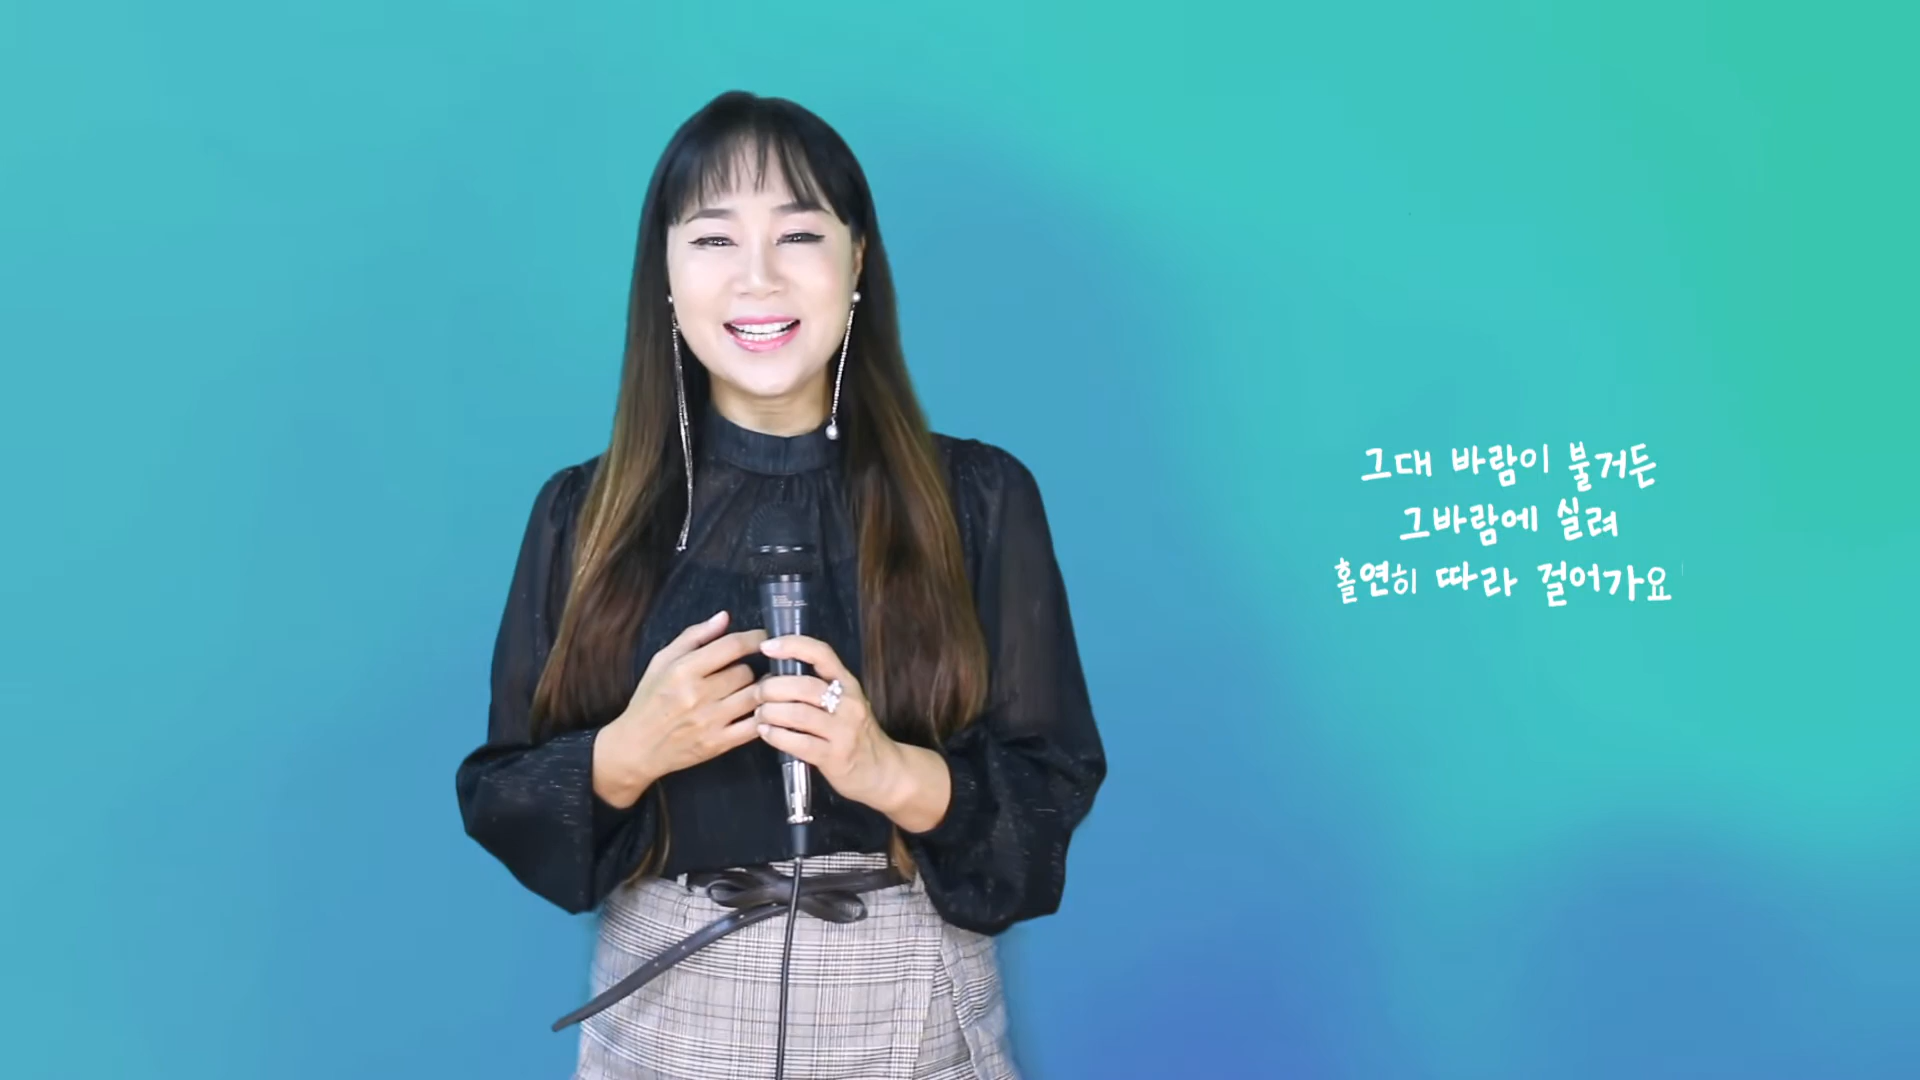 그대 바람이 불거든
그바람에 실려
홀연히 따라 걸어가요